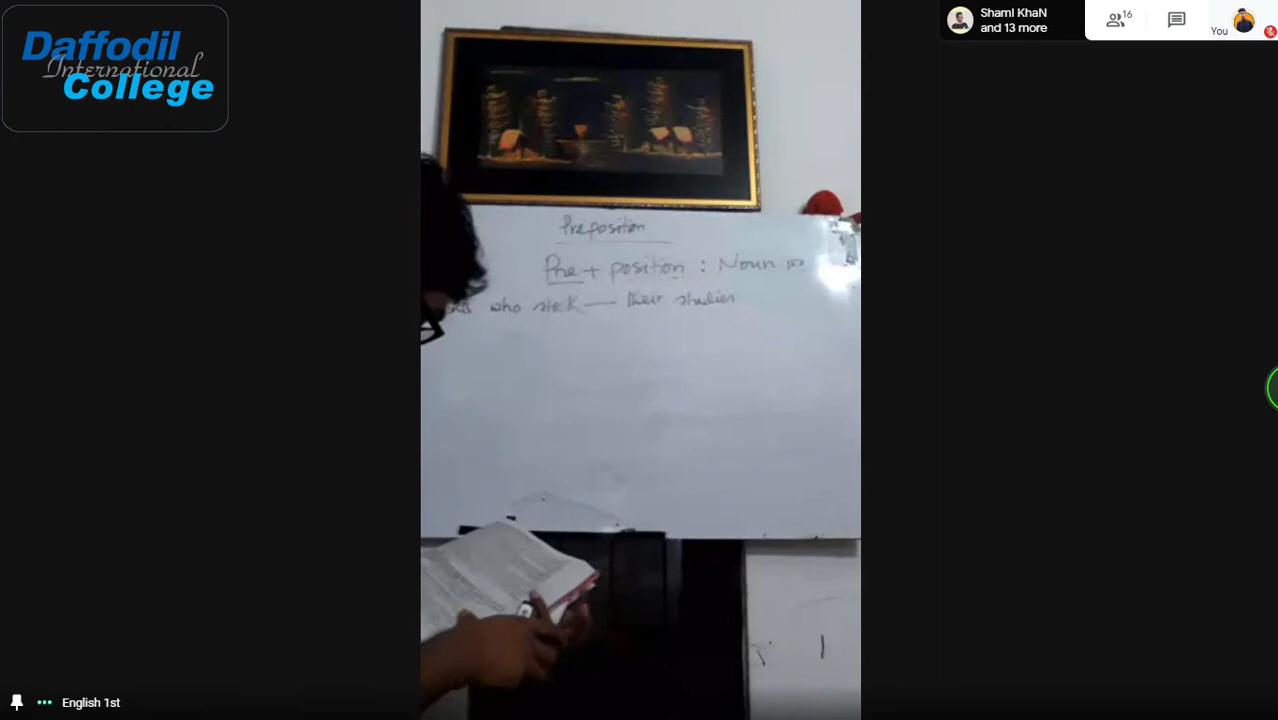 Daffodil
International
College
Shaml KhaN
and 13 more
16
You
Preposition
Pre + position : Noun
who stick — their studies
English 1st